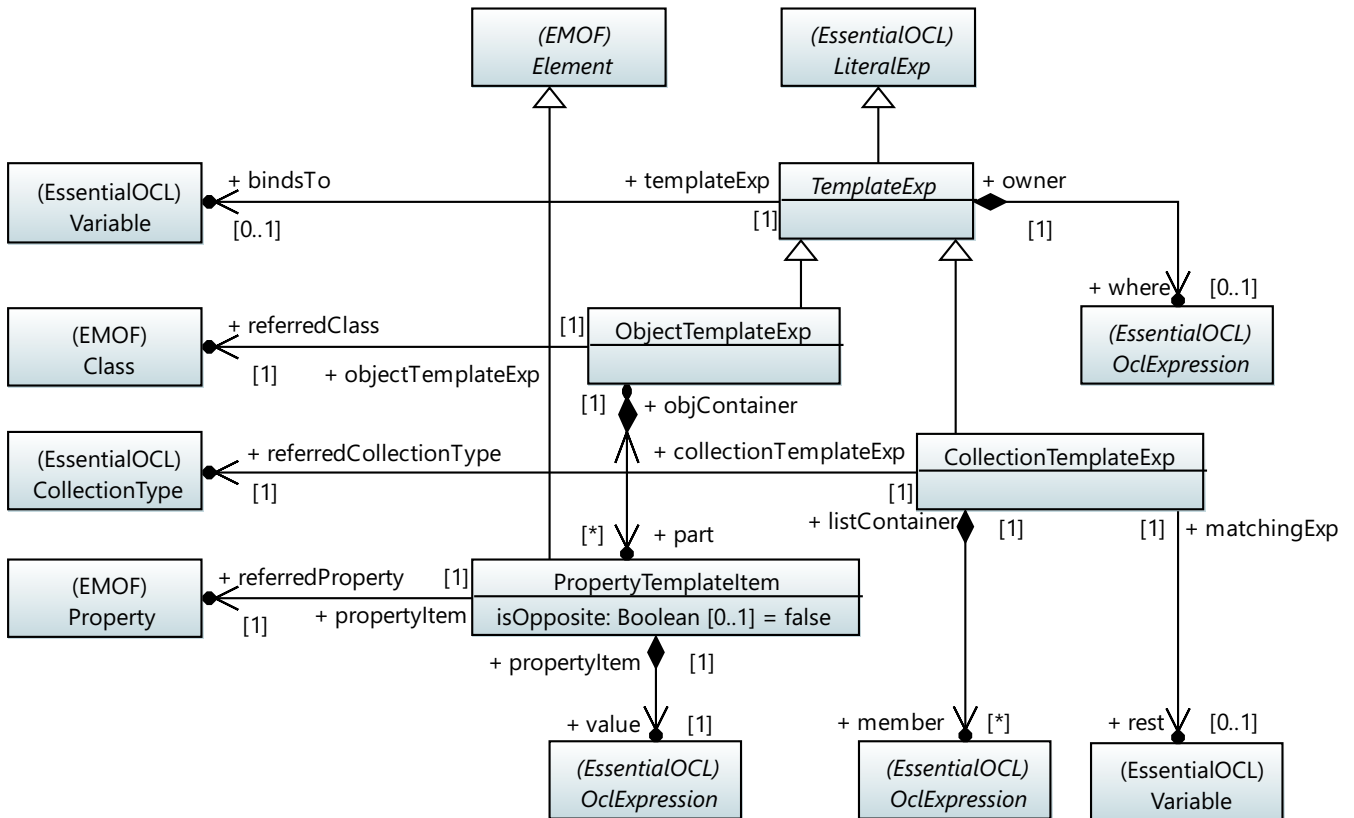 (EMOF)
Element
(EssentialOCL)
LiteralExp
(EssentialOCL)
Variable
+ bindsTo
[0..1]
+ templateExp
[1]
TemplateExp
+ owner
[1]
+ where
[0..1]
(EssentialOCL)
OclExpression
(EMOF)
Class
+ referredClass
[1]
[1]
+ objectTemplateExp
ObjectTemplateExp
[1]
+ objContainer
(EssentialOCL)
CollectionType
+ referredCollectionType
[1]
+ collectionTemplateExp
[1]
CollectionTemplateExp
+ listContainer
[1]
[1]
+ matchingExp
[*]
+ part
(EMOF)
Property
+ referredProperty
[1]
[1]
+ propertyItem
PropertyTemplateItem
isOpposite: Boolean [0..1] = false
+ propertyItem
[1]
+ value
[1]
(EssentialOCL)
OclExpression
+ member
[*]
(EssentialOCL)
OclExpression
+ rest
[0..1]
(EssentialOCL)
Variable